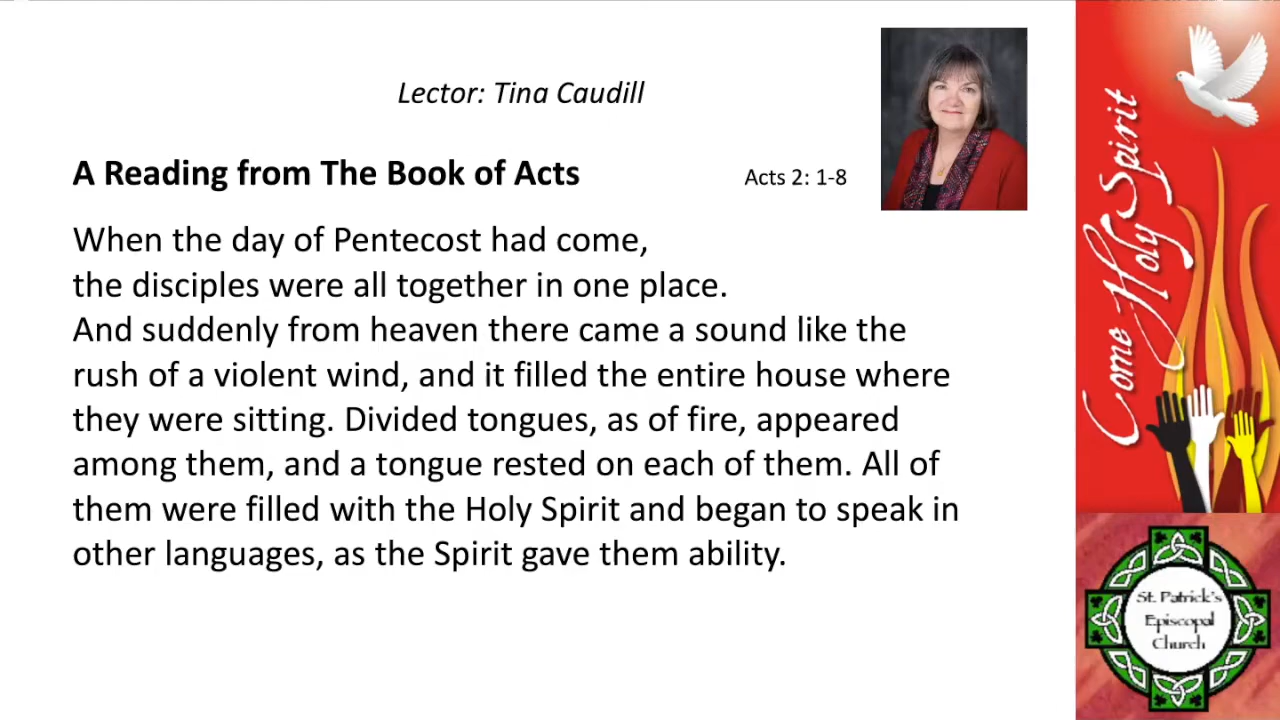 Lector: Tina Caudill
A Reading from The Book of Acts
Acts 2: 1-8
When the day of Pentecost had come,
the disciples were all together in one place.
And suddenly from heaven there came a sound like the
rush of a violent wind, and it filled the entire house where
they were sitting. Divided tongues, as of fire, appeared
among them, and a tongue rested on each of them. All of
them were filled with the Holy Spirit and began to speak in
other languages, as the Spirit gave them ability.
Come Holy Spirit
St. Patrick's
Episcopal
Church